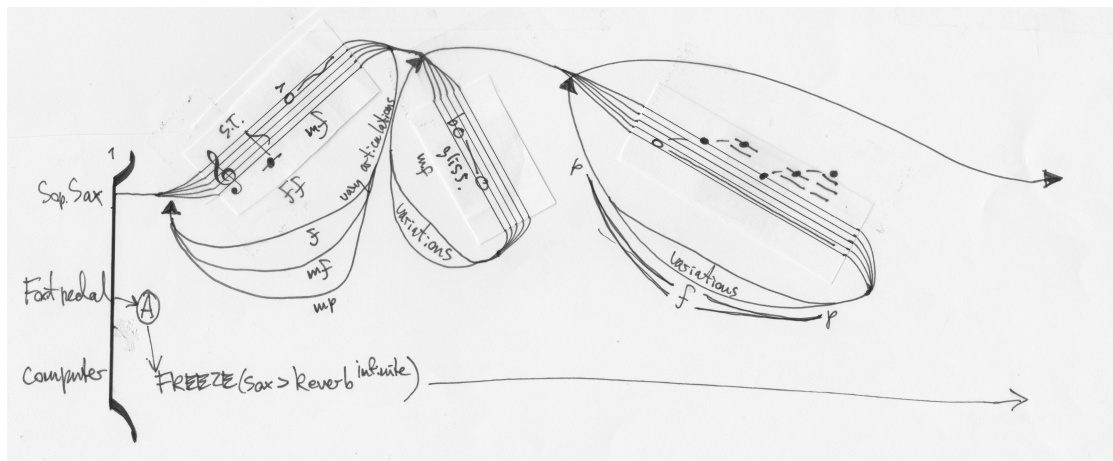 1
Sop. Sax
S.T.
mf
ff
vary articulations
f
mf
mp
gliss.
mp
variations
p
variations
f
p
Foot pedal
A
computer
FREEZE (Sax > Reverb infinite)